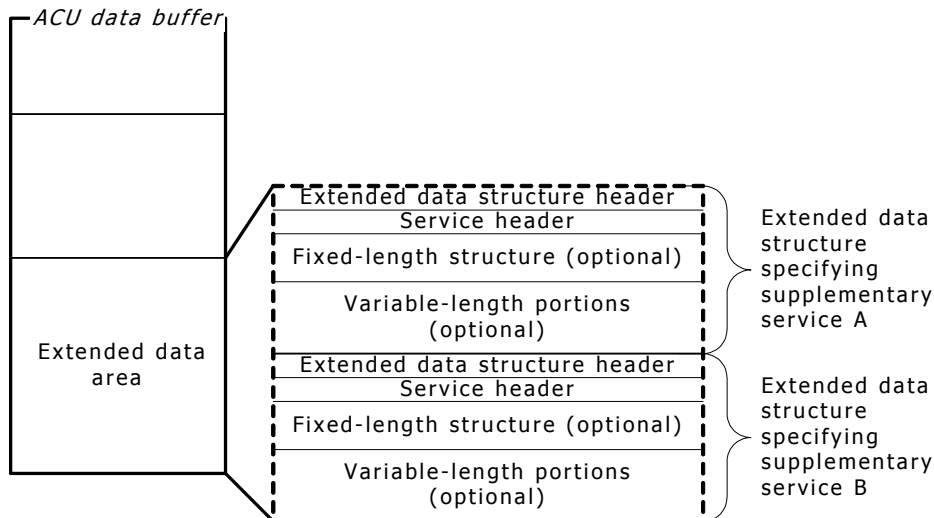 ACU data buffer
Extended data structure header
Service header
Fixed-length structure (optional)
Variable-length portions
(optional)
Extended data
structure
specifying
supplementary
service A
Extended data
area
Extended data structure header
Service header
Fixed-length structure (optional)
Variable-length portions
(optional)
Extended data
structure
specifying
supplementary
service B